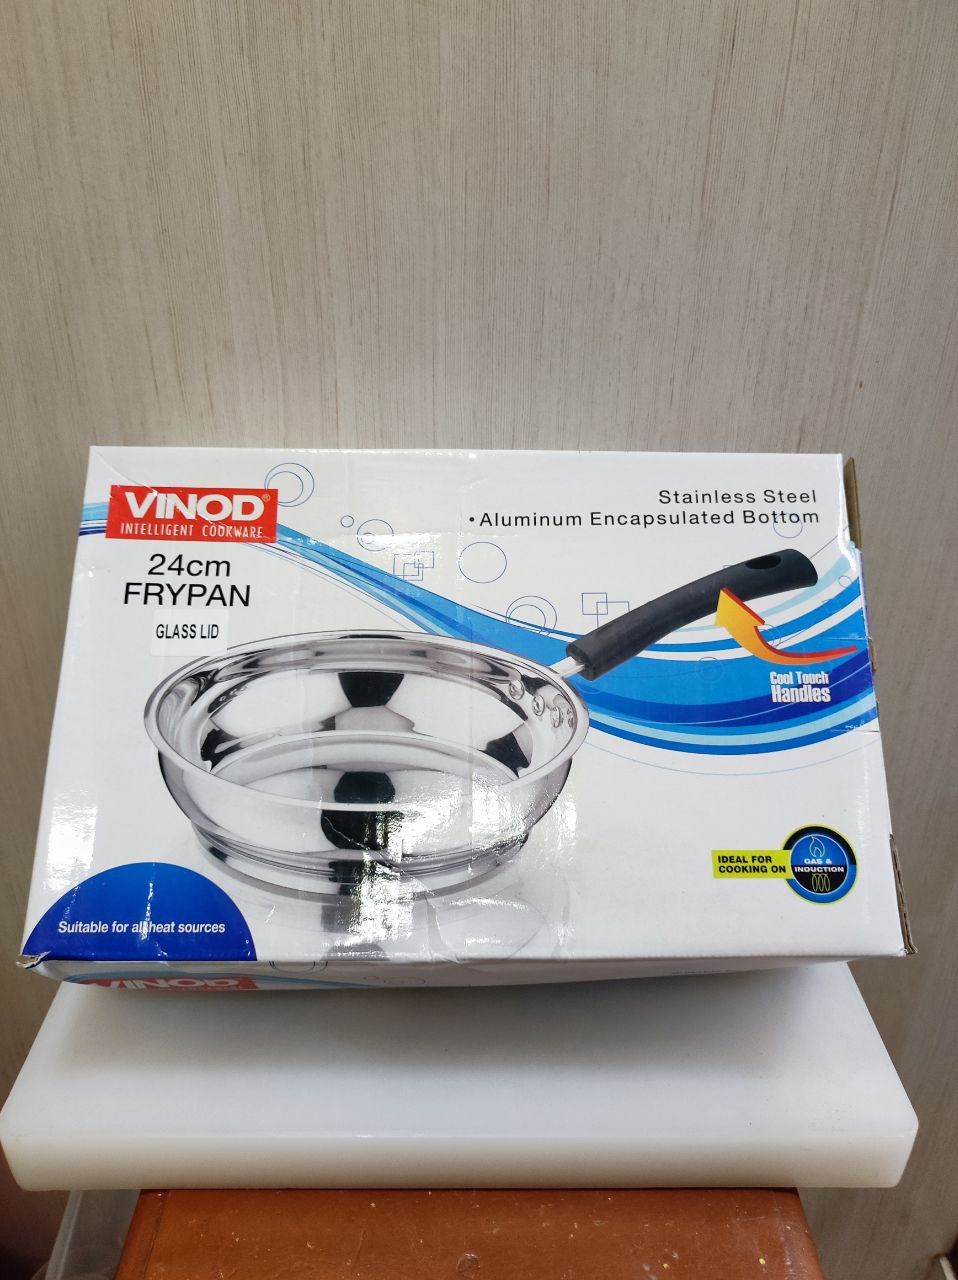 VINOD®
INTELLIGENT COOKWARE
24cm
FRYPAN
GLASS LID
Stainless Steel
• Aluminum Encapsulated Bottom
Cool Touch
Handles
IDEAL FOR
COOKING ON
GAS &
INDUCTION
Suitable for all heat sources
VINOD